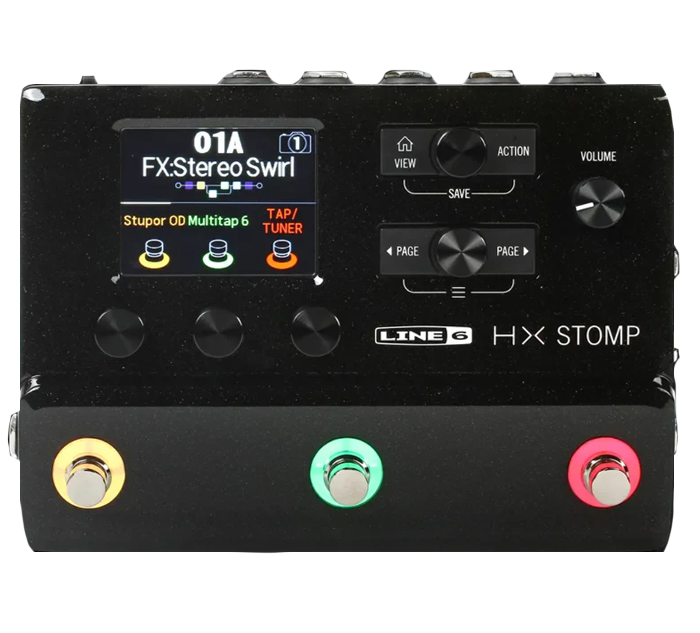 01A
1
FX:Stereo Swirl
Stupor OD Multitap 6 TAP/
TUNER
VIEW ACTION
SAVE
PAGE PAGE
VOLUME
LINE 6 HX STOMP